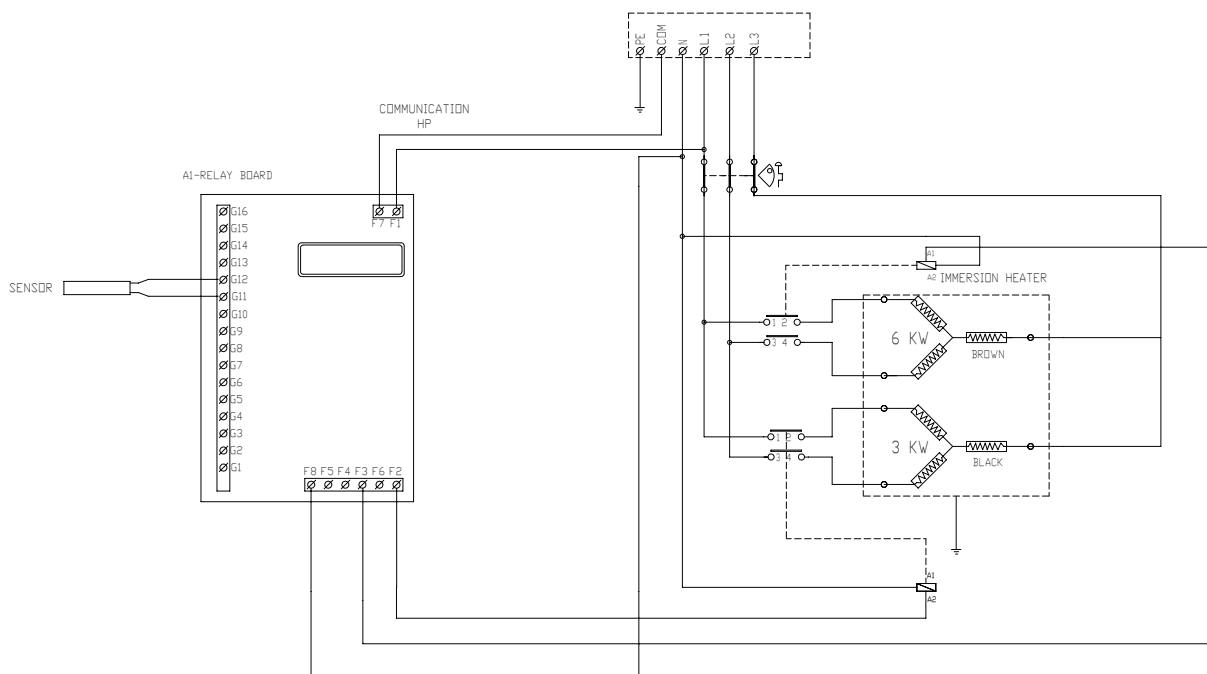 PE COM N L1 L2 L3
COMMUNICATION
HP
A1-RELAY BOARD
F7 F1
G16
G15
G14
G13
G12
G11
G10
G9
G8
G7
G6
G5
G4
G3
G2
G1
SENSOR
F8 F5 F4 F3 F6 F2
A1
A2
IMMERSION HEATER
1 2
3 4
6 KW
BROWN
1 2
3 4
3 KW
BLACK
A1
A2